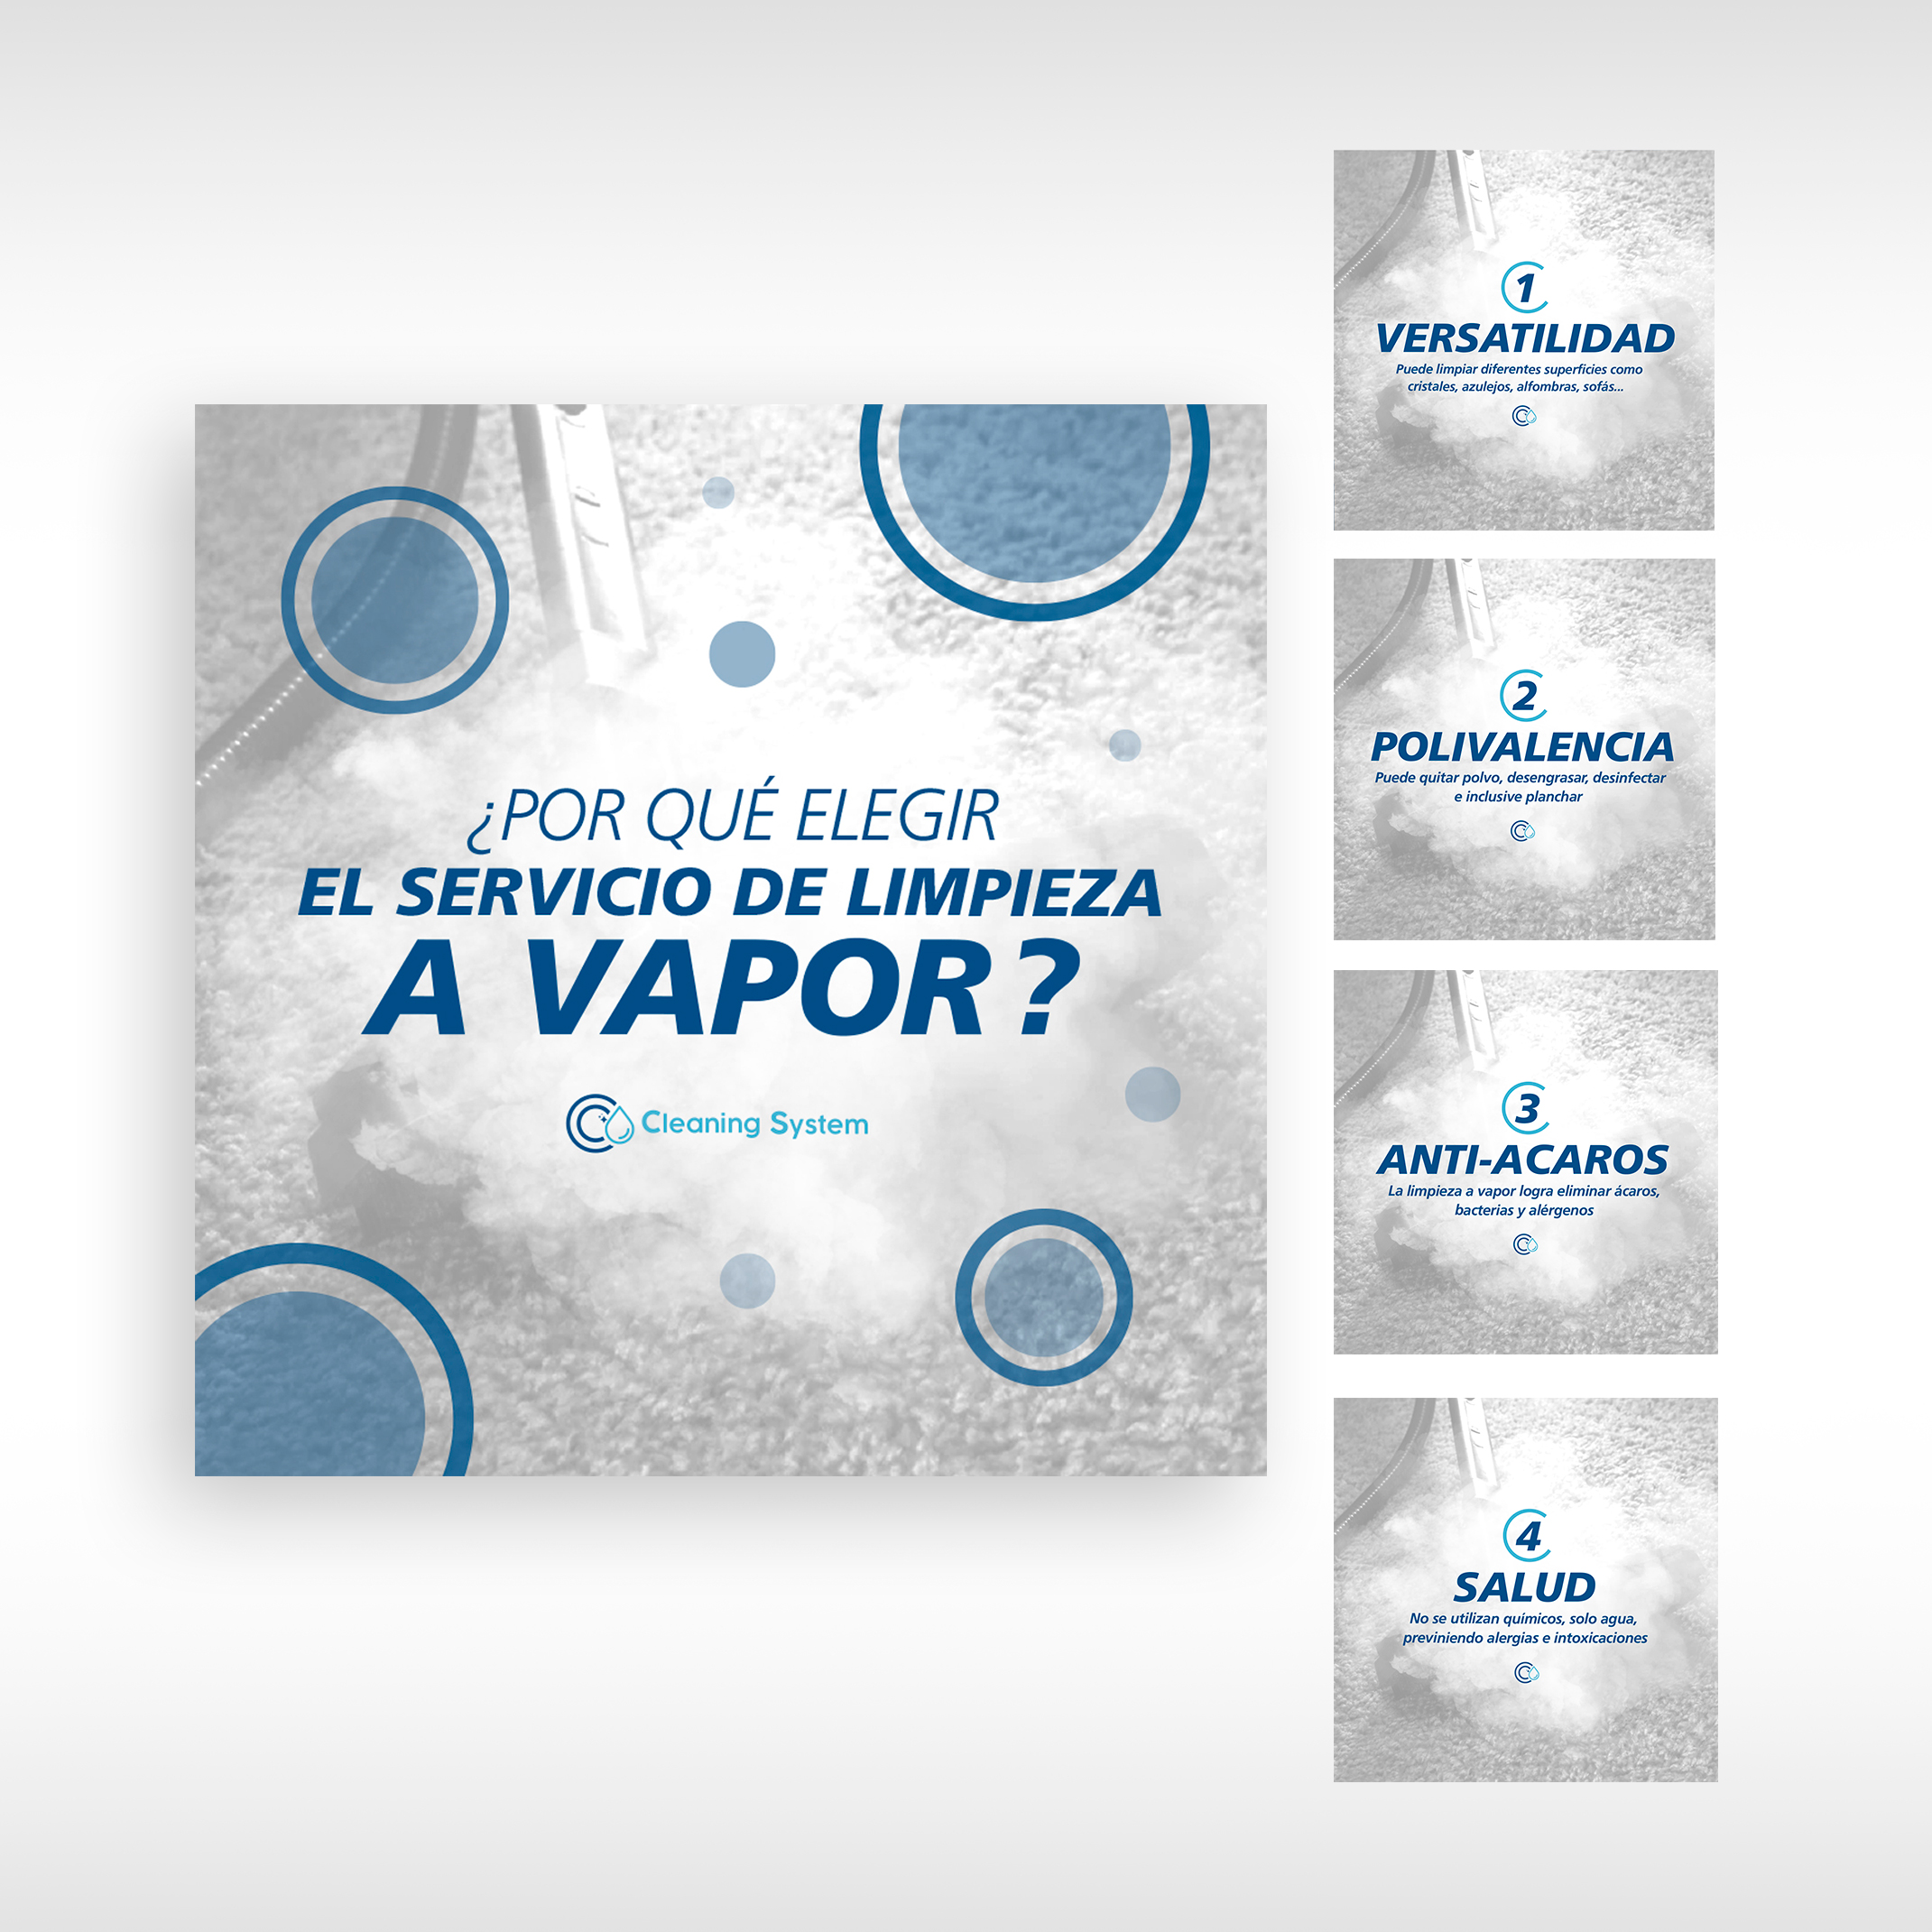 ¿POR QUÉ ELEGIR
EL SERVICIO DE LIMPIEZA
A VAPOR?
Cleaning System
1
VERSATILIDAD
Puede limpiar diferentes superficies como
cristales, azulejos, alfombras, sofás...
2
POLIVALENCIA
Puede quitar polvo, desengrasar, desinfectar
e inclusive planchar
3
ANTI-ACAROS
La limpieza a vapor logra eliminar ácaros,
bacterias y alérgenos
4
SALUD
No se utilizan químicos, solo agua,
previniendo alergias e intoxicaciones